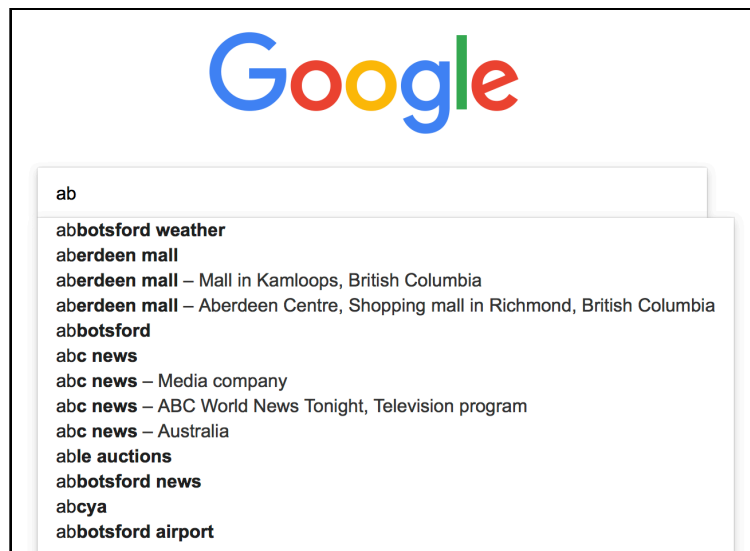 Google
ab
abbotsford weather
aberdeen mall
aberdeen mall – Mall in Kamloops, British Columbia
aberdeen mall – Aberdeen Centre, Shopping mall in Richmond, British Columbia
abbotsford
abc news
abc news – Media company
abc news – ABC World News Tonight, Television program
abc news – Australia
able auctions
abbotsford news
abcya
abbotsford airport